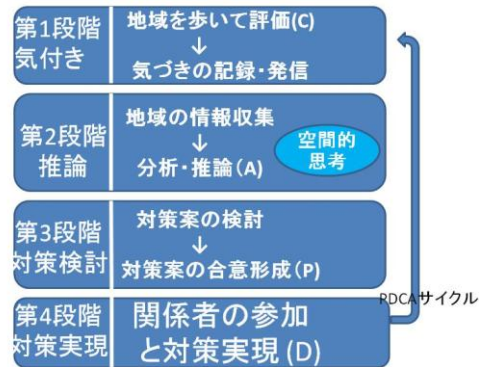 第1段階
気付き
地域を歩いて評価(C)
↓
気づきの記録・発信
第2段階
推論
地域の情報収集
↓
分析・推論(A)
空間的
思考
第3段階
対策検討
対策案の検討
↓
対策案の合意形成(P)
第4段階
対策実現
関係者の参加
と対策実現(D)
PDCAサイクル